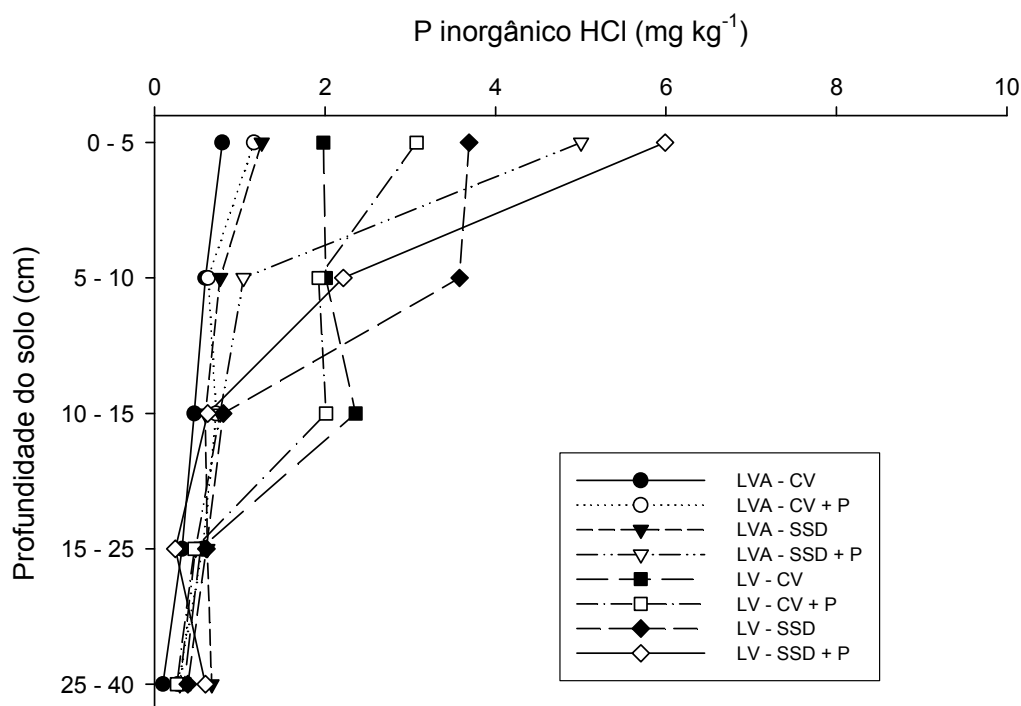 P inorgânico HCl (mg kg⁻¹)
0 2 4 6 8 10
Profundidade do solo (cm)
0 - 5
5 - 10
10 - 15
15 - 25
25 - 40
LVA - CV
LVA - CV + P
LVA - SSD
LVA - SSD + P
LV - CV
LV - CV + P
LV - SSD
LV - SSD + P